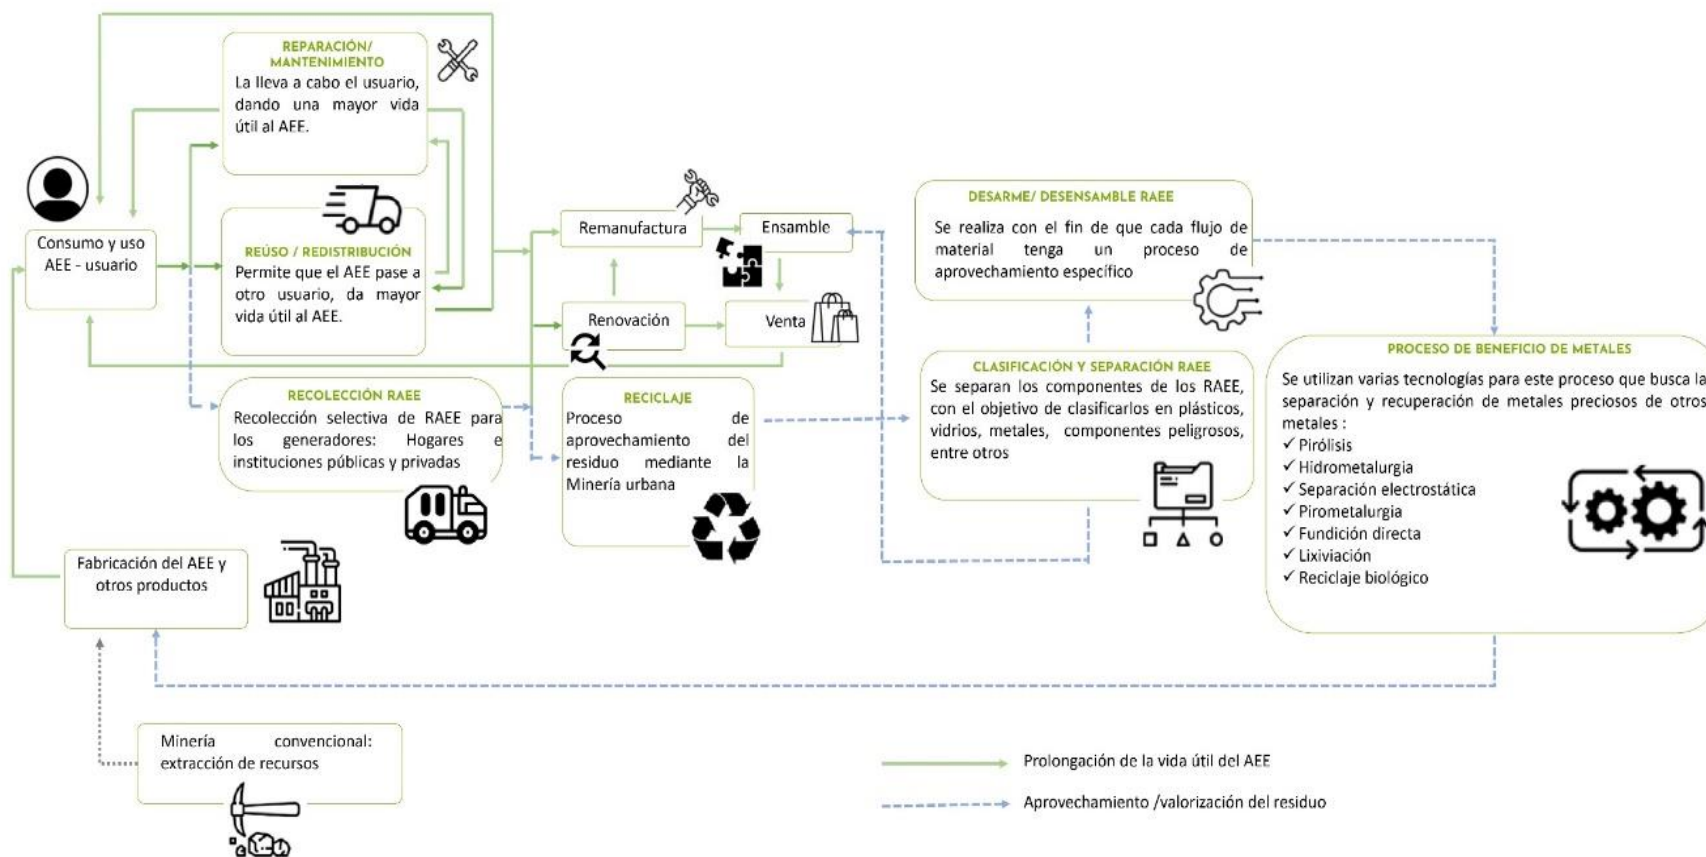 REPARACIÓN/
MANTENIMIENTO
La lleva a cabo el usuario,
dando una mayor vida
útil al AEE.
Consumo y uso
AEE - usuario
REÚSO / REDISTRIBUCIÓN
Permite que el AEE pase a
otro usuario, da mayor
vida útil al AEE.
Remanufactura
Ensamble
Renovación
Venta
RECOLECCIÓN RAEE
Recolección selectiva de RAEE para
los generadores: Hogares e
instituciones públicas y privadas
RECICLAJE
Proceso de
aprovechamiento del
residuo mediante la
Minería urbana
DESARME/ DESENSAMBLE RAEE
Se realiza con el fin de que cada flujo de
material tenga un proceso de
aprovechamiento específico
CLASIFICACIÓN Y SEPARACIÓN RAEE
Se separan los componentes de los RAEE,
con el objetivo de clasificarlos en plásticos,
vidrios, metales, componentes peligrosos,
entre otros
PROCESO DE BENEFICIO DE METALES
Se utilizan varias tecnologías para este proceso que busca la
separación y recuperación de metales preciosos de otros
metales :
✓ Pirólisis
✓ Hidrometalurgia
✓ Separación electrostática
✓ Pirometalurgia
✓ Fundición directa
✓ Lixiviación
✓ Reciclaje biológico
Fabricación del AEE y
otros productos
Minería convencional:
extracción de recursos
Prolongación de la vida útil del AEE
Aprovechamiento /valorización del residuo